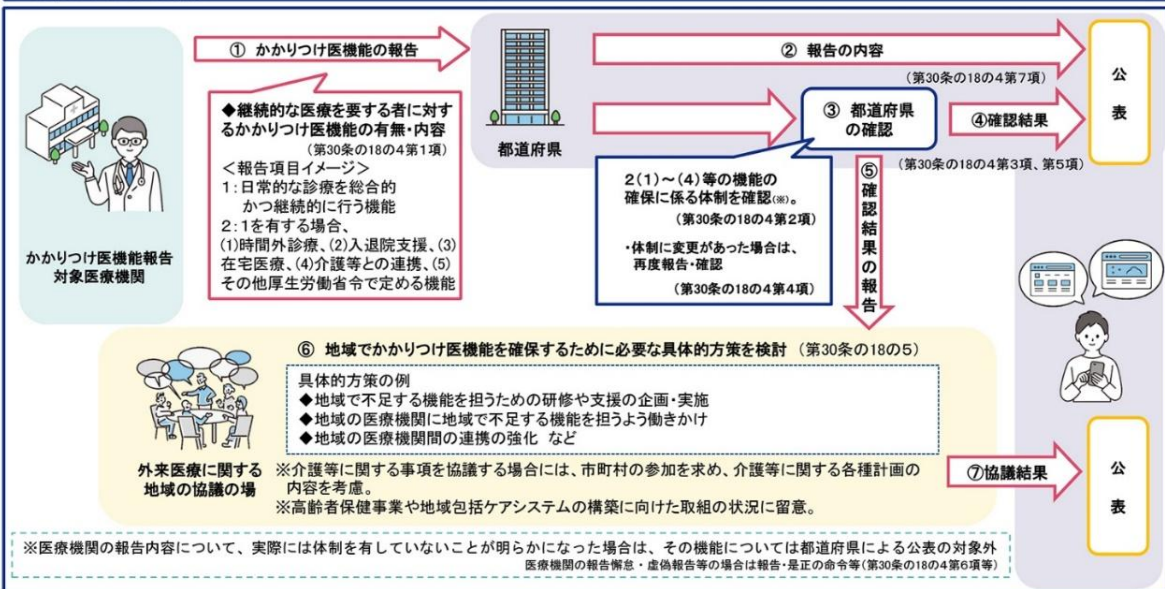 ① かかりつけ医機能の報告
② 報告の内容
(第30条の18の4第7項)
公
表
◆継続的な医療を要する者に対す
るかかりつけ医機能の有無・内容
(第30条の18の4第1項)
＜報告項目イメージ＞
1:日常的な診療を総合的
かつ継続的に行う機能
2:1を有する場合、
(1)時間外診療、(2)入退院支援、(3)
在宅医療、(4)介護等との連携、(5)
その他厚生労働省令で定める機能
かかりつけ医機能報告
対象医療機関
都道府県
③ 都道府県
の確認
④確認結果
(第30条の18の4第3項、第5項)
2(1)～(4)等の機能の
確保に係る体制を確認(※)。
(第30条の18の4第2項)
・体制に変更があった場合は、
再度報告・確認
(第30条の18の4第4項)
⑤確認結果の報告
⑥ 地域でかかりつけ医機能を確保するために必要な具体的方策を検討 (第30条の18の5)
具体的方策の例
◆地域で不足する機能を担うための研修や支援の企画・実施
◆地域の医療機関に地域で不足する機能を担うよう働きかけ
◆地域の医療機関間の連携の強化 など
外来医療に関する
地域の協議の場
※介護等に関する事項を協議する場合には、市町村の参加を求め、介護等に関する各種計画の
内容を考慮。
※高齢者保健事業や地域包括ケアシステムの構築に向けた取組の状況に留意。
⑦協議結果
公
表
※医療機関の報告内容について、実際には体制を有していないことが明らかになった場合は、その機能については都道府県による公表の対象外
医療機関の報告懈怠・虚偽報告等の場合は報告・是正の命令等(第30条の18の4第6項等)